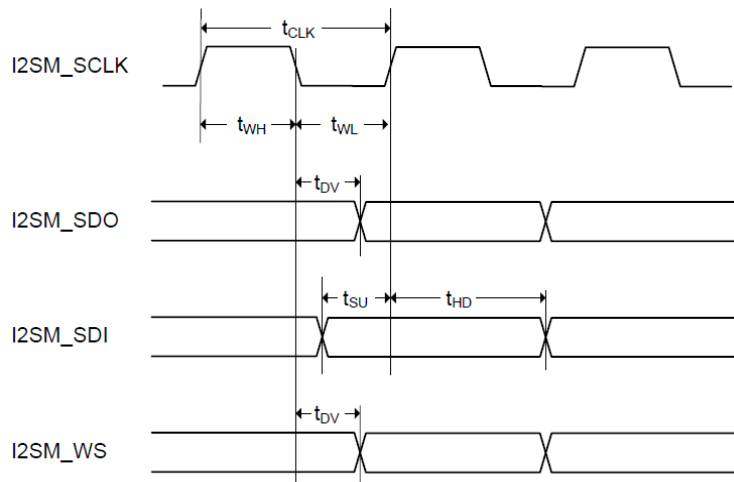 tCLK
I2SM_SCLK
tWH
tWL
tDV
I2SM_SDO
tSU
tHD
I2SM_SDI
tDV
I2SM_WS